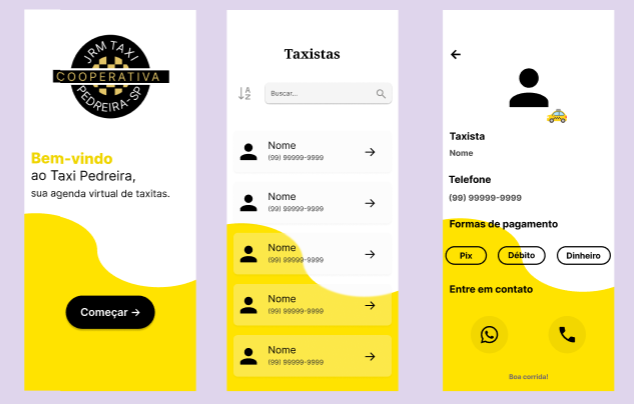 JRM TAXI
COOPERATIVA
PEDREIRA-SP
Bem-vindo
ao Taxi Pedreira,
sua agenda virtual de taxitas.
Começar →
Taxistas
A
Z
Buscar...
Nome
(99) 99999-9999
Nome
(99) 99999-9999
Nome
(99) 99999-9999
Nome
(99) 99999-9999
Nome
(99) 99999-9999
Taxista
Nome
Telefone
(99) 99999-9999
Formas de pagamento
Pix
Débito
Dinheiro
Entre em contato
Boa corrida!